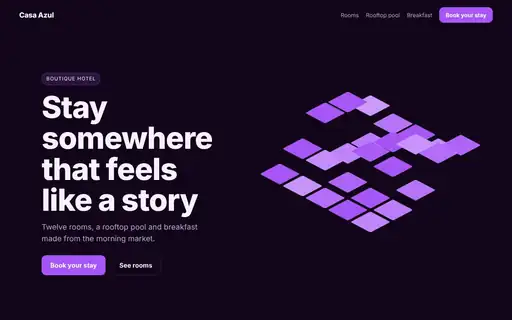 Casa Azul
Rooms
Rooftop pool
Breakfast
Book your stay
BOUTIQUE HOTEL
Stay
somewhere
that feels
like a story
Twelve rooms, a rooftop pool and breakfast
made from the morning market.
Book your stay
See rooms